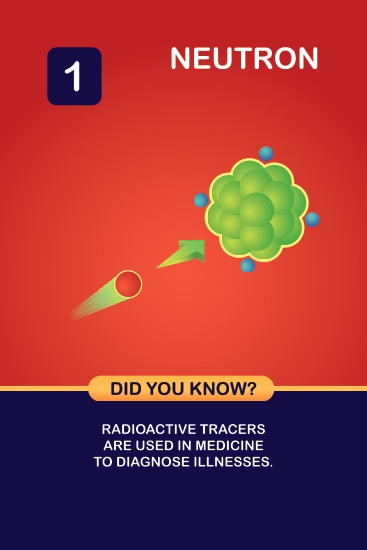 1
NEUTRON
DID YOU KNOW?
RADIOACTIVE TRACERS
ARE USED IN MEDICINE
TO DIAGNOSE ILLNESSES.